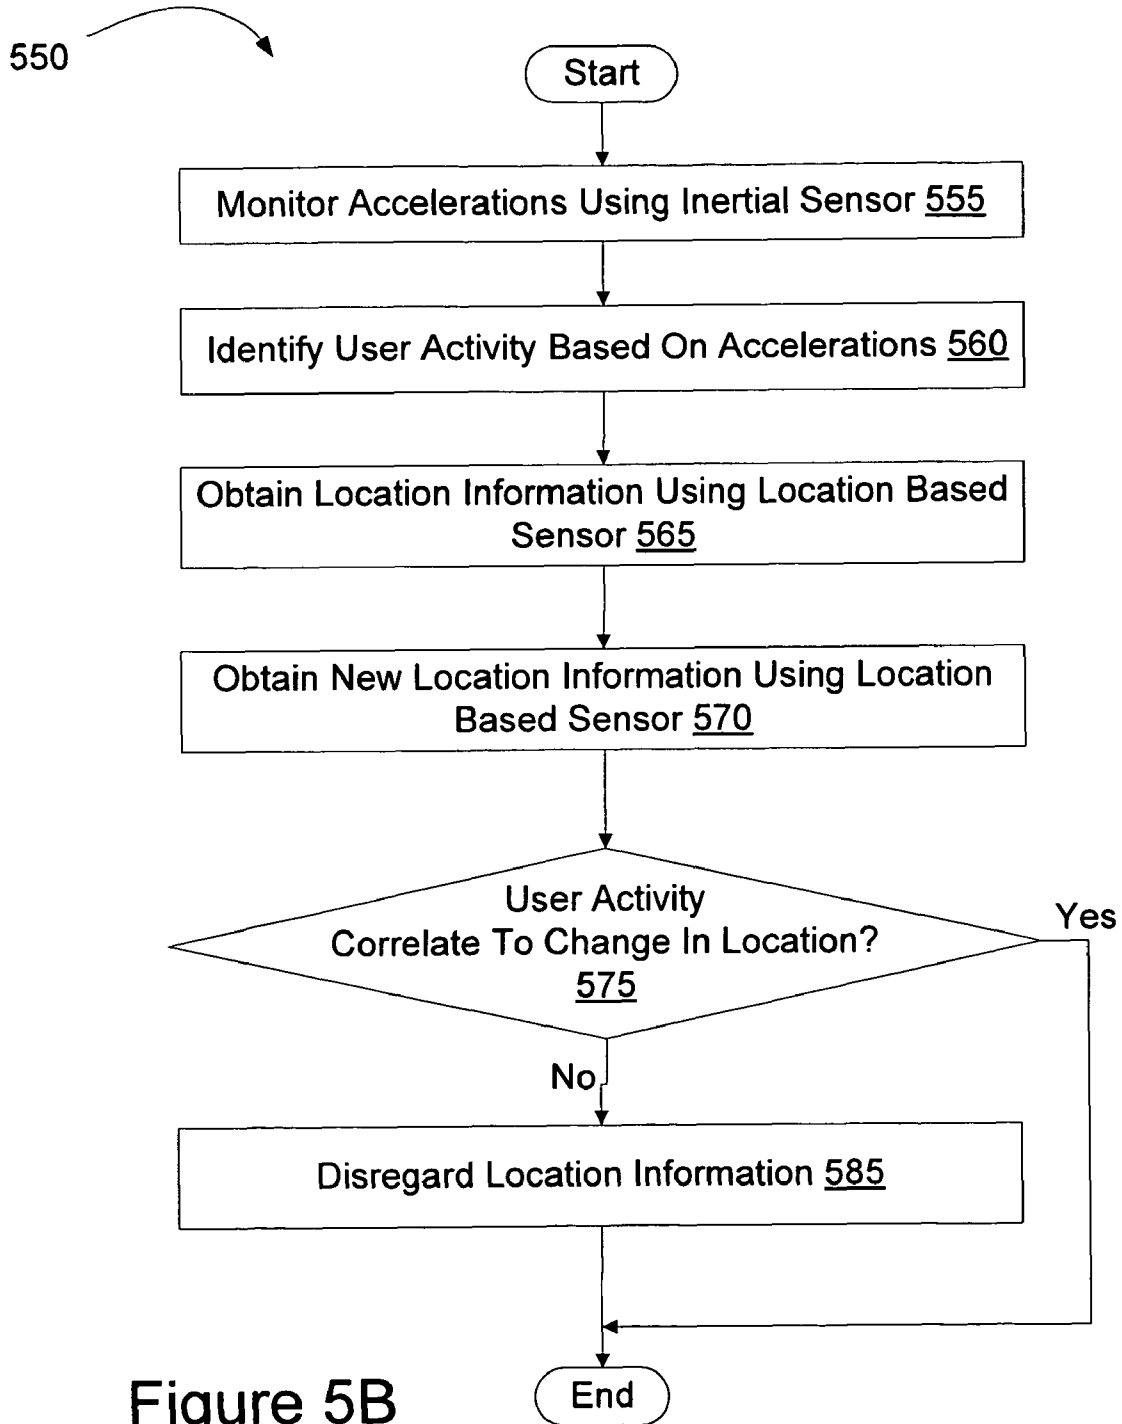 550
Start
Monitor Accelerations Using Inertial Sensor 555
Identify User Activity Based On Accelerations 560
Obtain Location Information Using Location Based
Sensor 565
Obtain New Location Information Using Location
Based Sensor 570
User Activity
Correlate To Change In Location?
575
Yes
No
Disregard Location Information 585
End
Figure 5B